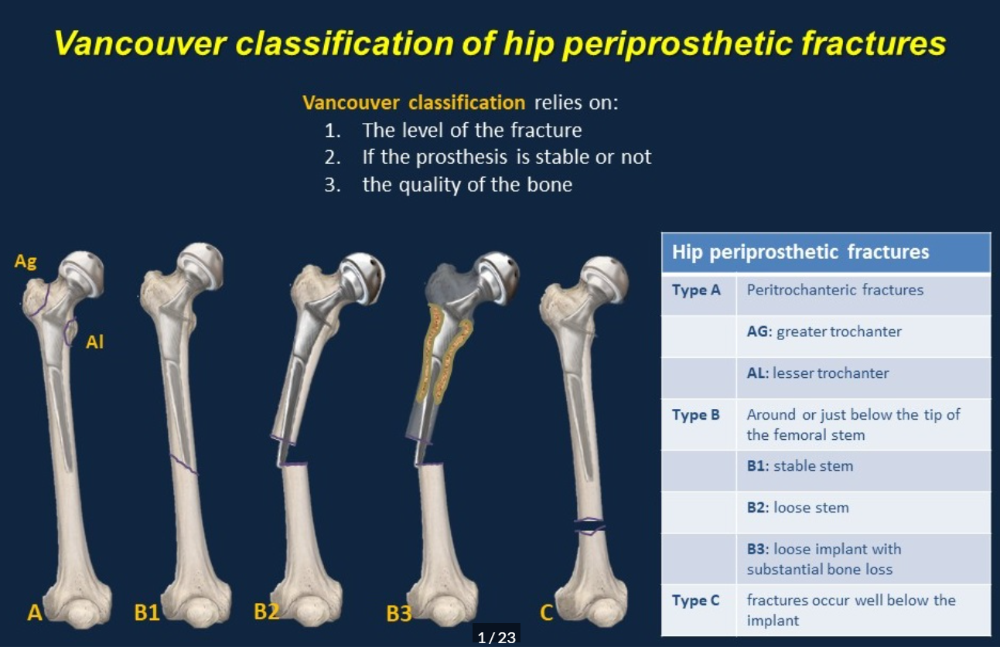 Vancouver classification of hip periprosthetic fractures
Vancouver classification relies on:
1. The level of the fracture
2. If the prosthesis is stable or not
3. the quality of the bone
Ag
Al
A
B1
B2
B3
C
Hip periprosthetic fractures
Type A Peritrochanteric fractures
AG: greater trochanter
AL: lesser trochanter
Type B Around or just below the tip of
the femoral stem
B1: stable stem
B2: loose stem
B3: loose implant with
substantial bone loss
Type C fractures occur well below the
implant
1 / 23